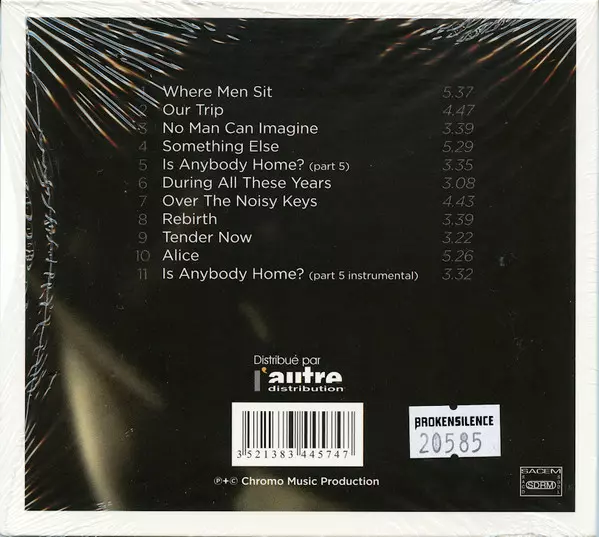 1 Where Men Sit 5.37
2 Our Trip 4.47
3 No Man Can Imagine 3.39
4 Something Else 5.29
5 Is Anybody Home? (part 5) 3.35
6 During All These Years 3.08
7 Over The Noisy Keys 4.43
8 Rebirth 3.39
9 Tender Now 3.22
10 Alice 5.26
11 Is Anybody Home? (part 5 instrumental) 3.32
Distribué par
l'autre
distribution
BROKENSILENCE
20585
3 521383 445747
℗+© Chromo Music Production
SACEM
SDRM